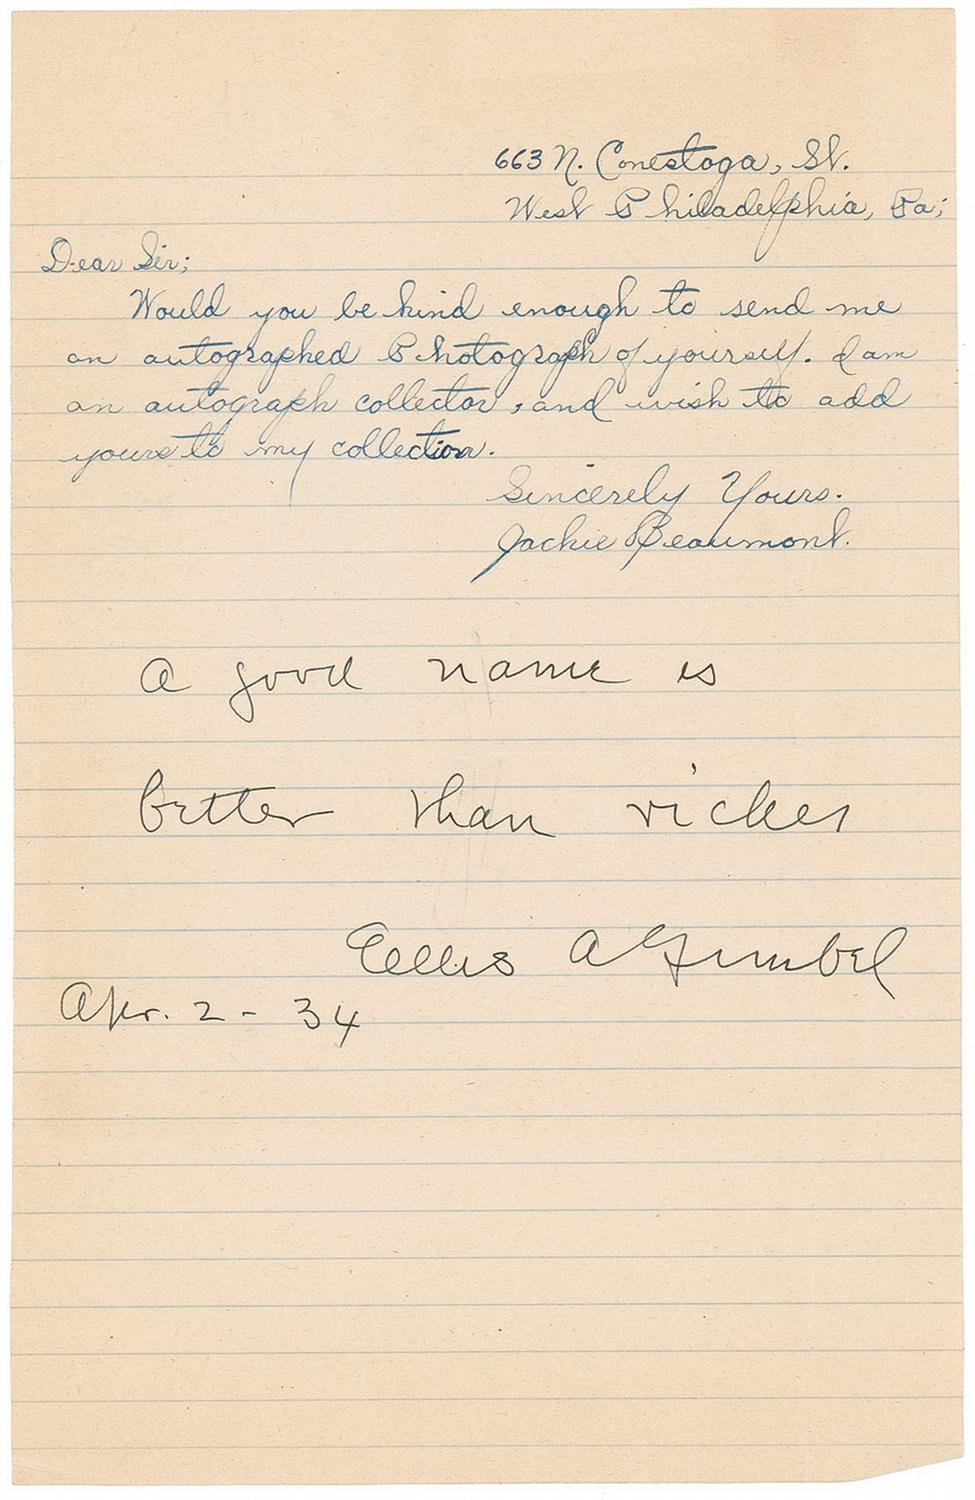 663 N. Conestoga, St.
West Philadelphia, Pa;
Dear Sir;
Would you be kind enough to send me
an autographed Photograph of yourself. I am
an autograph collector, and wish to add
yours to my collection.
Sincerely Yours.
Jackie Beaumont.
A good name is
better than riches
Ellis A Gimbel
Apr. 2 - 34